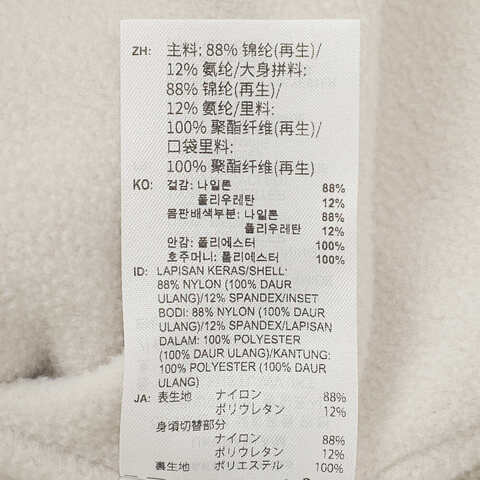 ZH: 主料: 88% 锦纶(再生)/
12% 氨纶/大身拼料:
88% 锦纶(再生)/
12% 氨纶/里料:
100% 聚酯纤维(再生)/
口袋里料:
100% 聚酯纤维(再生)
KO: 겉감: 나일론 88%
폴리우레탄 12%
몸판배색부분: 나일론 88%
폴리우레탄 12%
안감: 폴리에스터 100%
호주머니: 폴리에스터 100%
ID: LAPISAN KERAS/SHELL:
88% NYLON (100% DAUR
ULANG)/12% SPANDEX/INSET
BODI: 88% NYLON (100% DAUR
ULANG)/12% SPANDEX/LAPISAN
DALAM: 100% POLYESTER
(100% DAUR ULANG)/KANTUNG:
100% POLYESTER (100% DAUR
ULANG)
JA: 表生地 ナイロン 88%
ポリウレタン 12%
身頃切替部分
ナイロン 88%
ポリウレタン 12%
裏生地 ポリエステル 100%